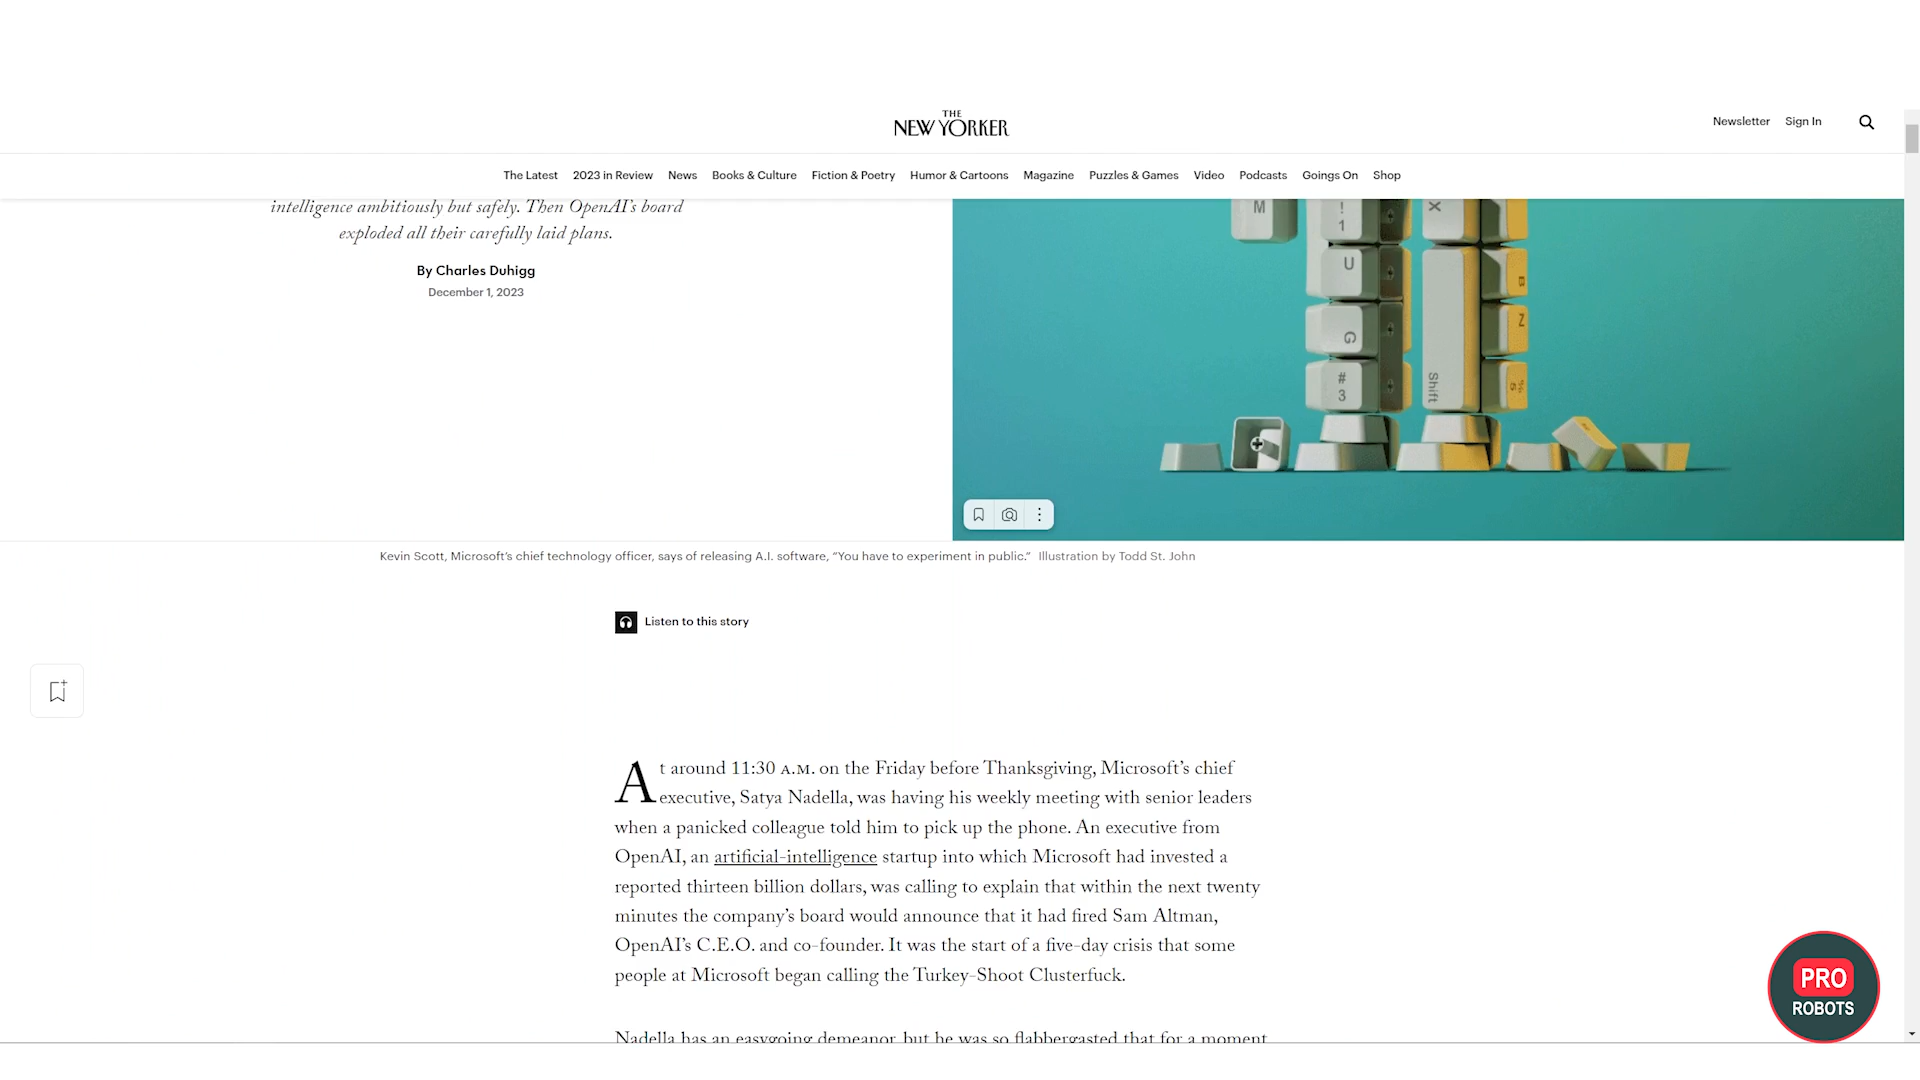 THE
NEW YORKER
Newsletter Sign In
The Latest 2023 in Review News Books & Culture Fiction & Poetry Humor & Cartoons Magazine Puzzles & Games Video Podcasts Goings On Shop
intelligence ambitiously but safely. Then OpenAI’s board
exploded all their carefully laid plans.
By Charles Duhigg
December 1, 2023
M
!
1
X
U
B
G
Z
#
3
Shift
%
5
Kevin Scott, Microsoft’s chief technology officer, says of releasing A.I. software, “You have to experiment in public.” Illustration by Todd St. John
Listen to this story
At around 11:30 A.M. on the Friday before Thanksgiving, Microsoft’s chief
executive, Satya Nadella, was having his weekly meeting with senior leaders
when a panicked colleague told him to pick up the phone. An executive from
OpenAI, an artificial-intelligence startup into which Microsoft had invested a
reported thirteen billion dollars, was calling to explain that within the next twenty
minutes the company’s board would announce that it had fired Sam Altman,
OpenAI’s C.E.O. and co-founder. It was the start of a five-day crisis that some
people at Microsoft began calling the Turkey-Shoot Clusterfuck.
Nadella has an easygoing demeanor, but he was so flabbergasted that for a moment
PRO
ROBOTS